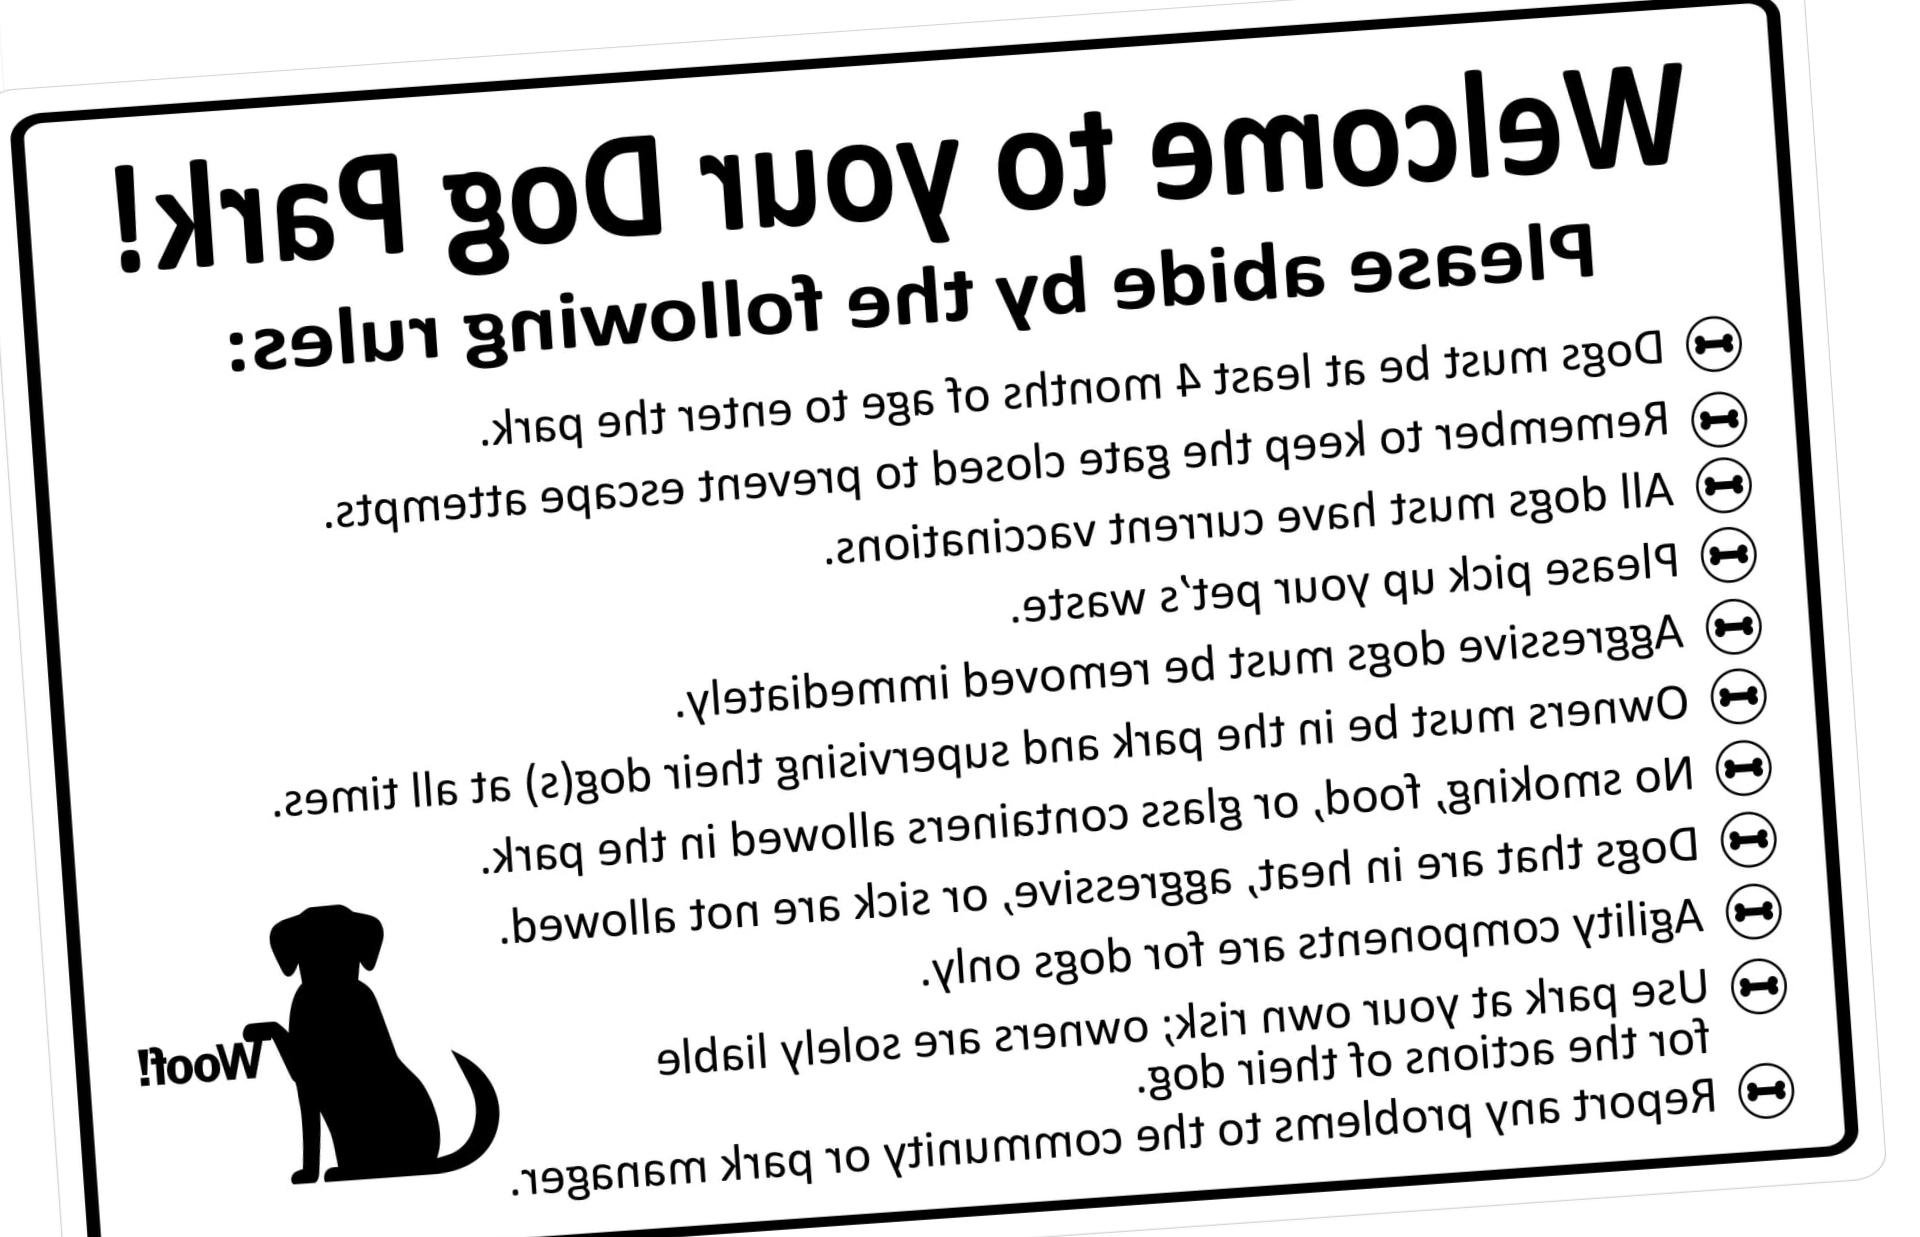 Welcome to your Dog Park!
Please abide by the following rules:
Dogs must be at least 4 months of age to enter the park.
Remember to keep the gate closed to prevent escape attempts.
All dogs must have current vaccinations.
Please pick up your pet's waste.
Aggressive dogs must be removed immediately.
Owners must be in the park and supervising their dog(s) at all times.
No smoking, food, or glass containers allowed in the park.
Dogs that are in heat, aggressive, or sick are not allowed.
Agility components are for dogs only.
Use park at your own risk; owners are solely liable
for the actions of their dog.
Report any problems to the community or park manager.
Woof!